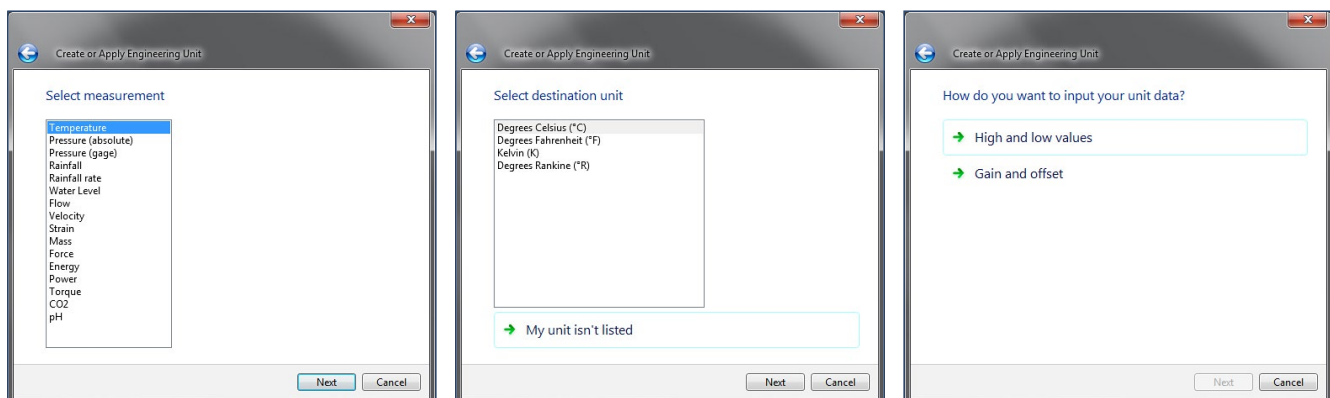 Create or Apply Engineering Unit
Select measurement
Temperature
Pressure (absolute)
Pressure (gage)
Rainfall
Rainfall rate
Water Level
Flow
Velocity
Strain
Mass
Force
Energy
Power
Torque
CO2
pH
Next
Cancel
Create or Apply Engineering Unit
Select destination unit
Degrees Celsius (°C)
Degrees Fahrenheit (°F)
Kelvin (K)
Degrees Rankine (°R)
My unit isn't listed
Next
Cancel
Create or Apply Engineering Unit
How do you want to input your unit data?
High and low values
Gain and offset
Next
Cancel